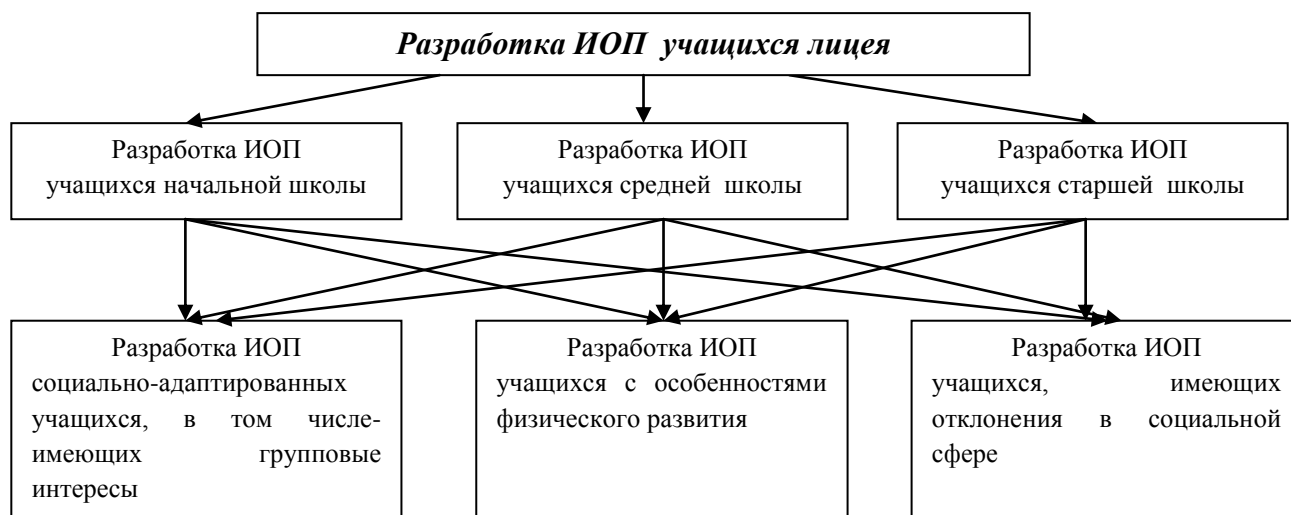 Разработка ИОП учащихся лицея
Разработка ИОП
учащихся начальной школы
Разработка ИОП
учащихся средней школы
Разработка ИОП
учащихся старшей школы
Разработка ИОП
социально-адаптированных
учащихся, в том числе-
имеющих групповые
интересы
Разработка ИОП
учащихся с особенностями
физического развития
Разработка ИОП
учащихся, имеющих
отклонения в социальной
сфере